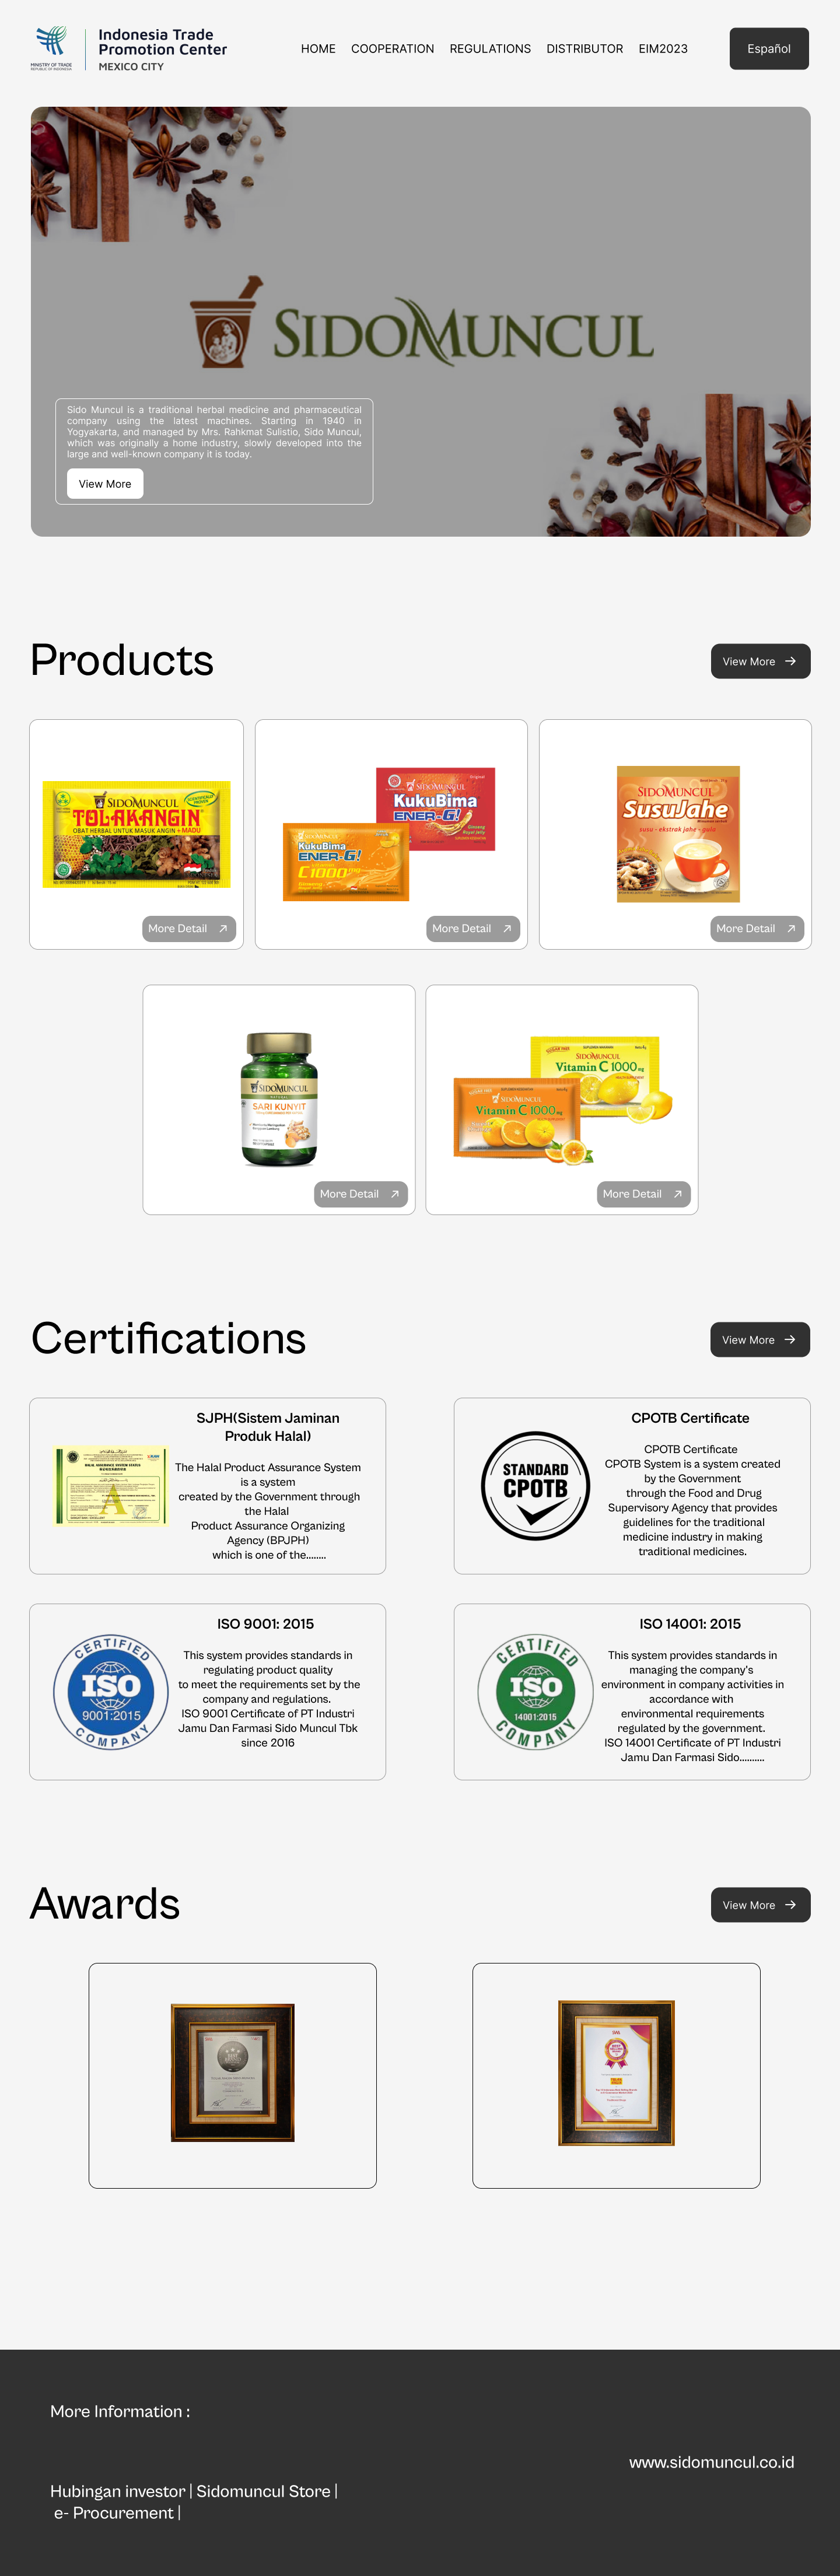 Indonesia Trade
Promotion Center
MINISTRY OF TRADE
REPUBLIC OF INDONESIA
MEXICO CITY
HOME COOPERATION REGULATIONS DISTRIBUTOR EIM2023
Español
SIDOMUNCUL
Sido Muncul is a traditional herbal medicine and pharmaceutical
company using the latest machines. Starting in 1940 in
Yogyakarta, and managed by Mrs. Rahkmat Sulistio, Sido Muncul,
which was originally a home industry, slowly developed into the
large and well-known company it is today.
View More
Products
View More
SIDOMUNCUL
TOLAKANGIN
OBAT HERBAL UNTUK MASUK ANGIN + MADU
More Detail
Original
SIDOMUNCUL
KukuBima
ENER-G!
Ginseng
Royal Jelly
SIDOMUNCUL
KukuBima
ENER-G!
C1000mg
More Detail
SIDOMUNCUL
SusuJahe
susu - ekstrak jahe - gula
More Detail
SIDOMUNCUL
NATURAL
SARI KUNYIT
More Detail
SIDOMUNCUL
Vitamin C 1000mg
SIDOMUNCUL
Vitamin C 1000mg
More Detail
Certifications
View More
SJPH(Sistem Jaminan
Produk Halal)
The Halal Product Assurance System
is a system
created by the Government through
the Halal
Product Assurance Organizing
Agency (BPJPH)
which is one of the........
STANDARD
CPOTB
CPOTB Certificate
CPOTB Certificate
CPOTB System is a system created
by the Government
through the Food and Drug
Supervisory Agency that provides
guidelines for the traditional
medicine industry in making
traditional medicines.
CERTIFIED
ISO
9001:2015
COMPANY
ISO 9001: 2015
This system provides standards in
regulating product quality
to meet the requirements set by the
company and regulations.
ISO 9001 Certificate of PT Industri
Jamu Dan Farmasi Sido Muncul Tbk
since 2016
CERTIFIED
ISO
14001:2015
COMPANY
ISO 14001: 2015
This system provides standards in
managing the company's
environment in company activities in
accordance with
environmental requirements
regulated by the government.
ISO 14001 Certificate of PT Industri
Jamu Dan Farmasi Sido..........
Awards
View More
More Information :
www.sidomuncul.co.id
Hubingan investor | Sidomuncul Store |
e- Procurement |